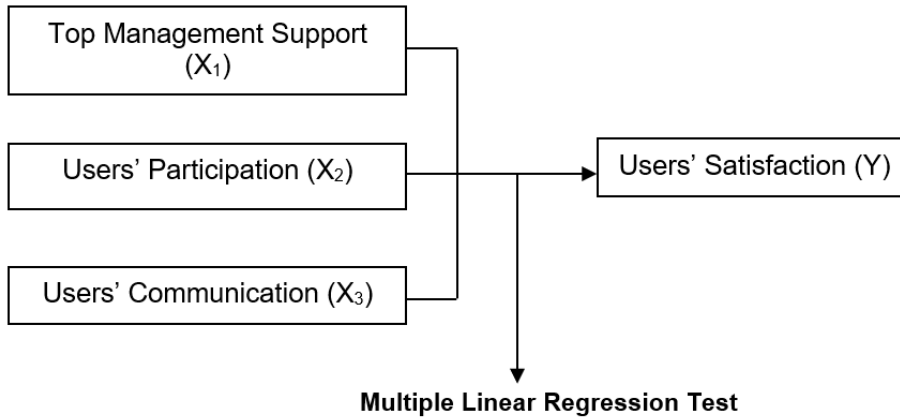 Top Management Support
(X₁)
Users’ Participation (X₂)
Users’ Satisfaction (Y)
Users’ Communication (X₃)
Multiple Linear Regression Test